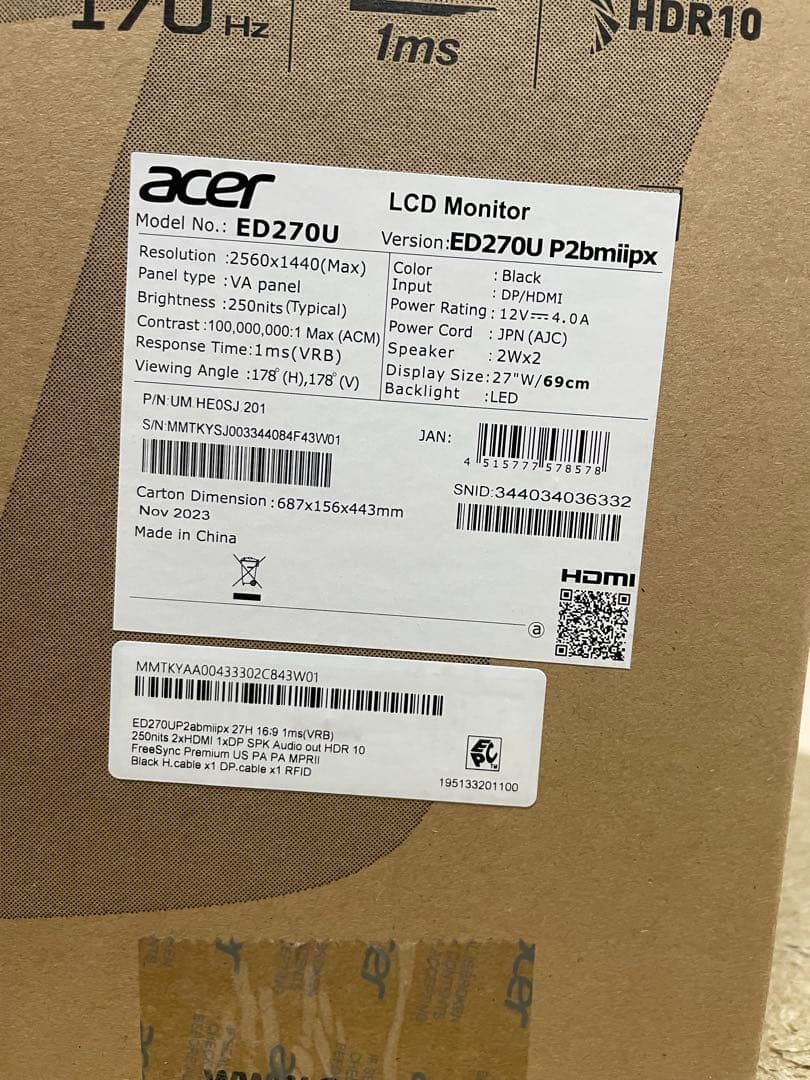 170 Hz
1ms
HDR10
acer
LCD Monitor
Model No.: ED270U
Version:ED270U P2bmiipx
Resolution :2560x1440(Max)
Panel type :VA panel
Brightness :250nits(Typical)
Contrast :100,000,000:1 Max (ACM)
Response Time:1ms(VRB)
Viewing Angle :178°(H),178°(V)
Color :Black
Input :DP/HDMI
Power Rating: 12V⎓4.0A
Power Cord :JPN (AJC)
Speaker :2Wx2
Display Size:27"W/69cm
Backlight :LED
P/N:UM.HE0SJ.201
S/N:MMTKYSJ003344084F43W01
JAN:
4 515777 578578
Carton Dimension :687x156x443mm
Nov 2023
Made in China
SNID:344034036332
HDMI
a
MMTKYAA00433302C843W01
ED270UP2abmiipx 27H 16:9 1ms(VRB)
250nits 2xHDMI 1xDP SPK Audio out HDR 10
FreeSync Premium US PA PA MPRII
Black H.cable x1 DP.cable x1 RFID
EPC TM
195133201100
acer